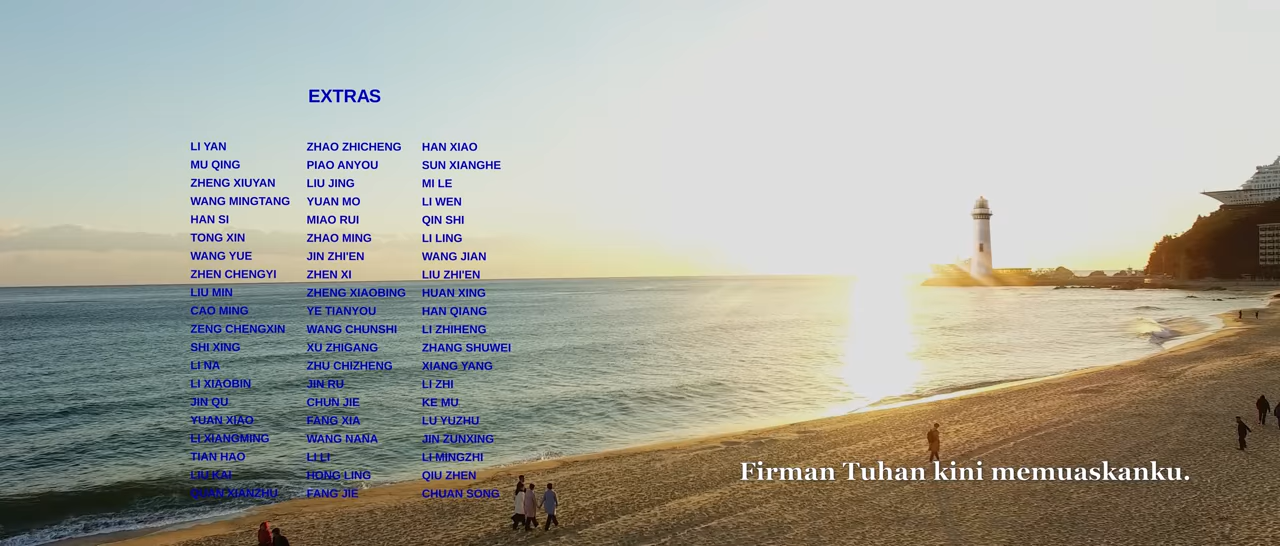 EXTRAS
LI YAN ZHAO ZHICHENG HAN XIAO
MU QING PIAO ANYOU SUN XIANGHE
ZHENG XIUYAN LIU JING MI LE
WANG MINGTANG YUAN MO LI WEN
HAN SI MIAO RUI QIN SHI
TONG XIN ZHAO MING LI LING
WANG YUE JIN ZHI'EN WANG JIAN
ZHEN CHENGYI ZHEN XI LIU ZHI'EN
LIU MIN ZHENG XIAOBING HUAN XING
CAO MING YE TIANYOU HAN QIANG
ZENG CHENGXIN WANG CHUNSHI LI ZHIHENG
SHI XING XU ZHIGANG ZHANG SHUWEI
LI NA ZHU CHIZHENG XIANG YANG
LI XIAOBIN JIN RU LI ZHI
JIN QU CHUN JIE KE MU
YUAN XIAO FANG XIA LU YUZHU
LI XIANGMING WANG NANA JIN ZUNXING
TIAN HAO LI LI LI MINGZHI
LIU KAI HONG LING QIU ZHEN
QUAN XIANZHU FANG JIE CHUAN SONG
Firman Tuhan kini memuaskanku.